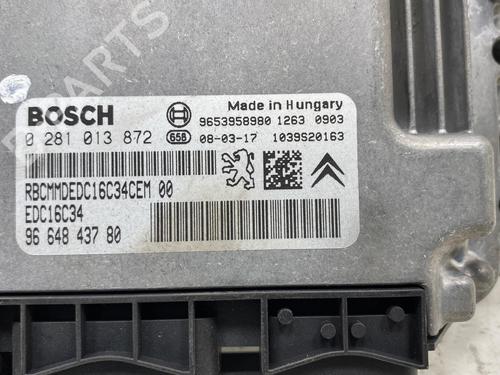 BOSCH
Made in Hungary
9653958980 1263 0903
0 281 013 872
658
08-03-17 1039S20163
RBCMMDEDC16C34CEM 00
EDC16C34
96 648 437 80